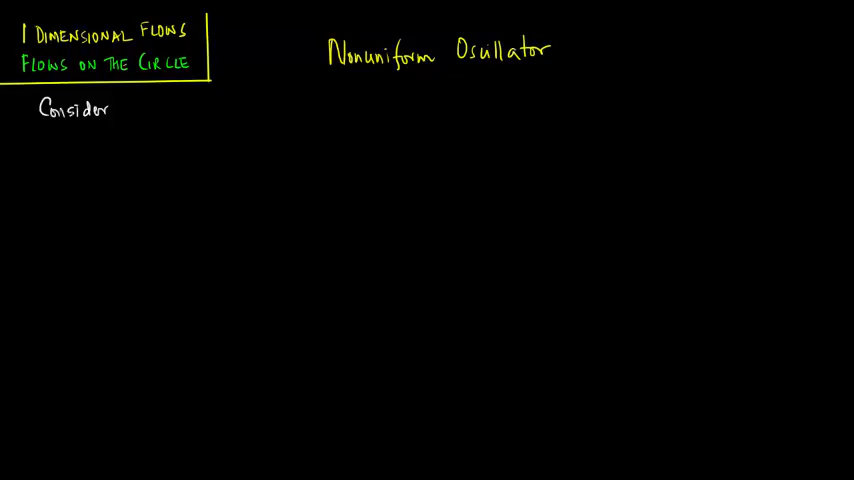 1 DIMENSIONAL FLOWS
FLOWS ON THE CIRCLE
Nonuniform Oscillator
Consider